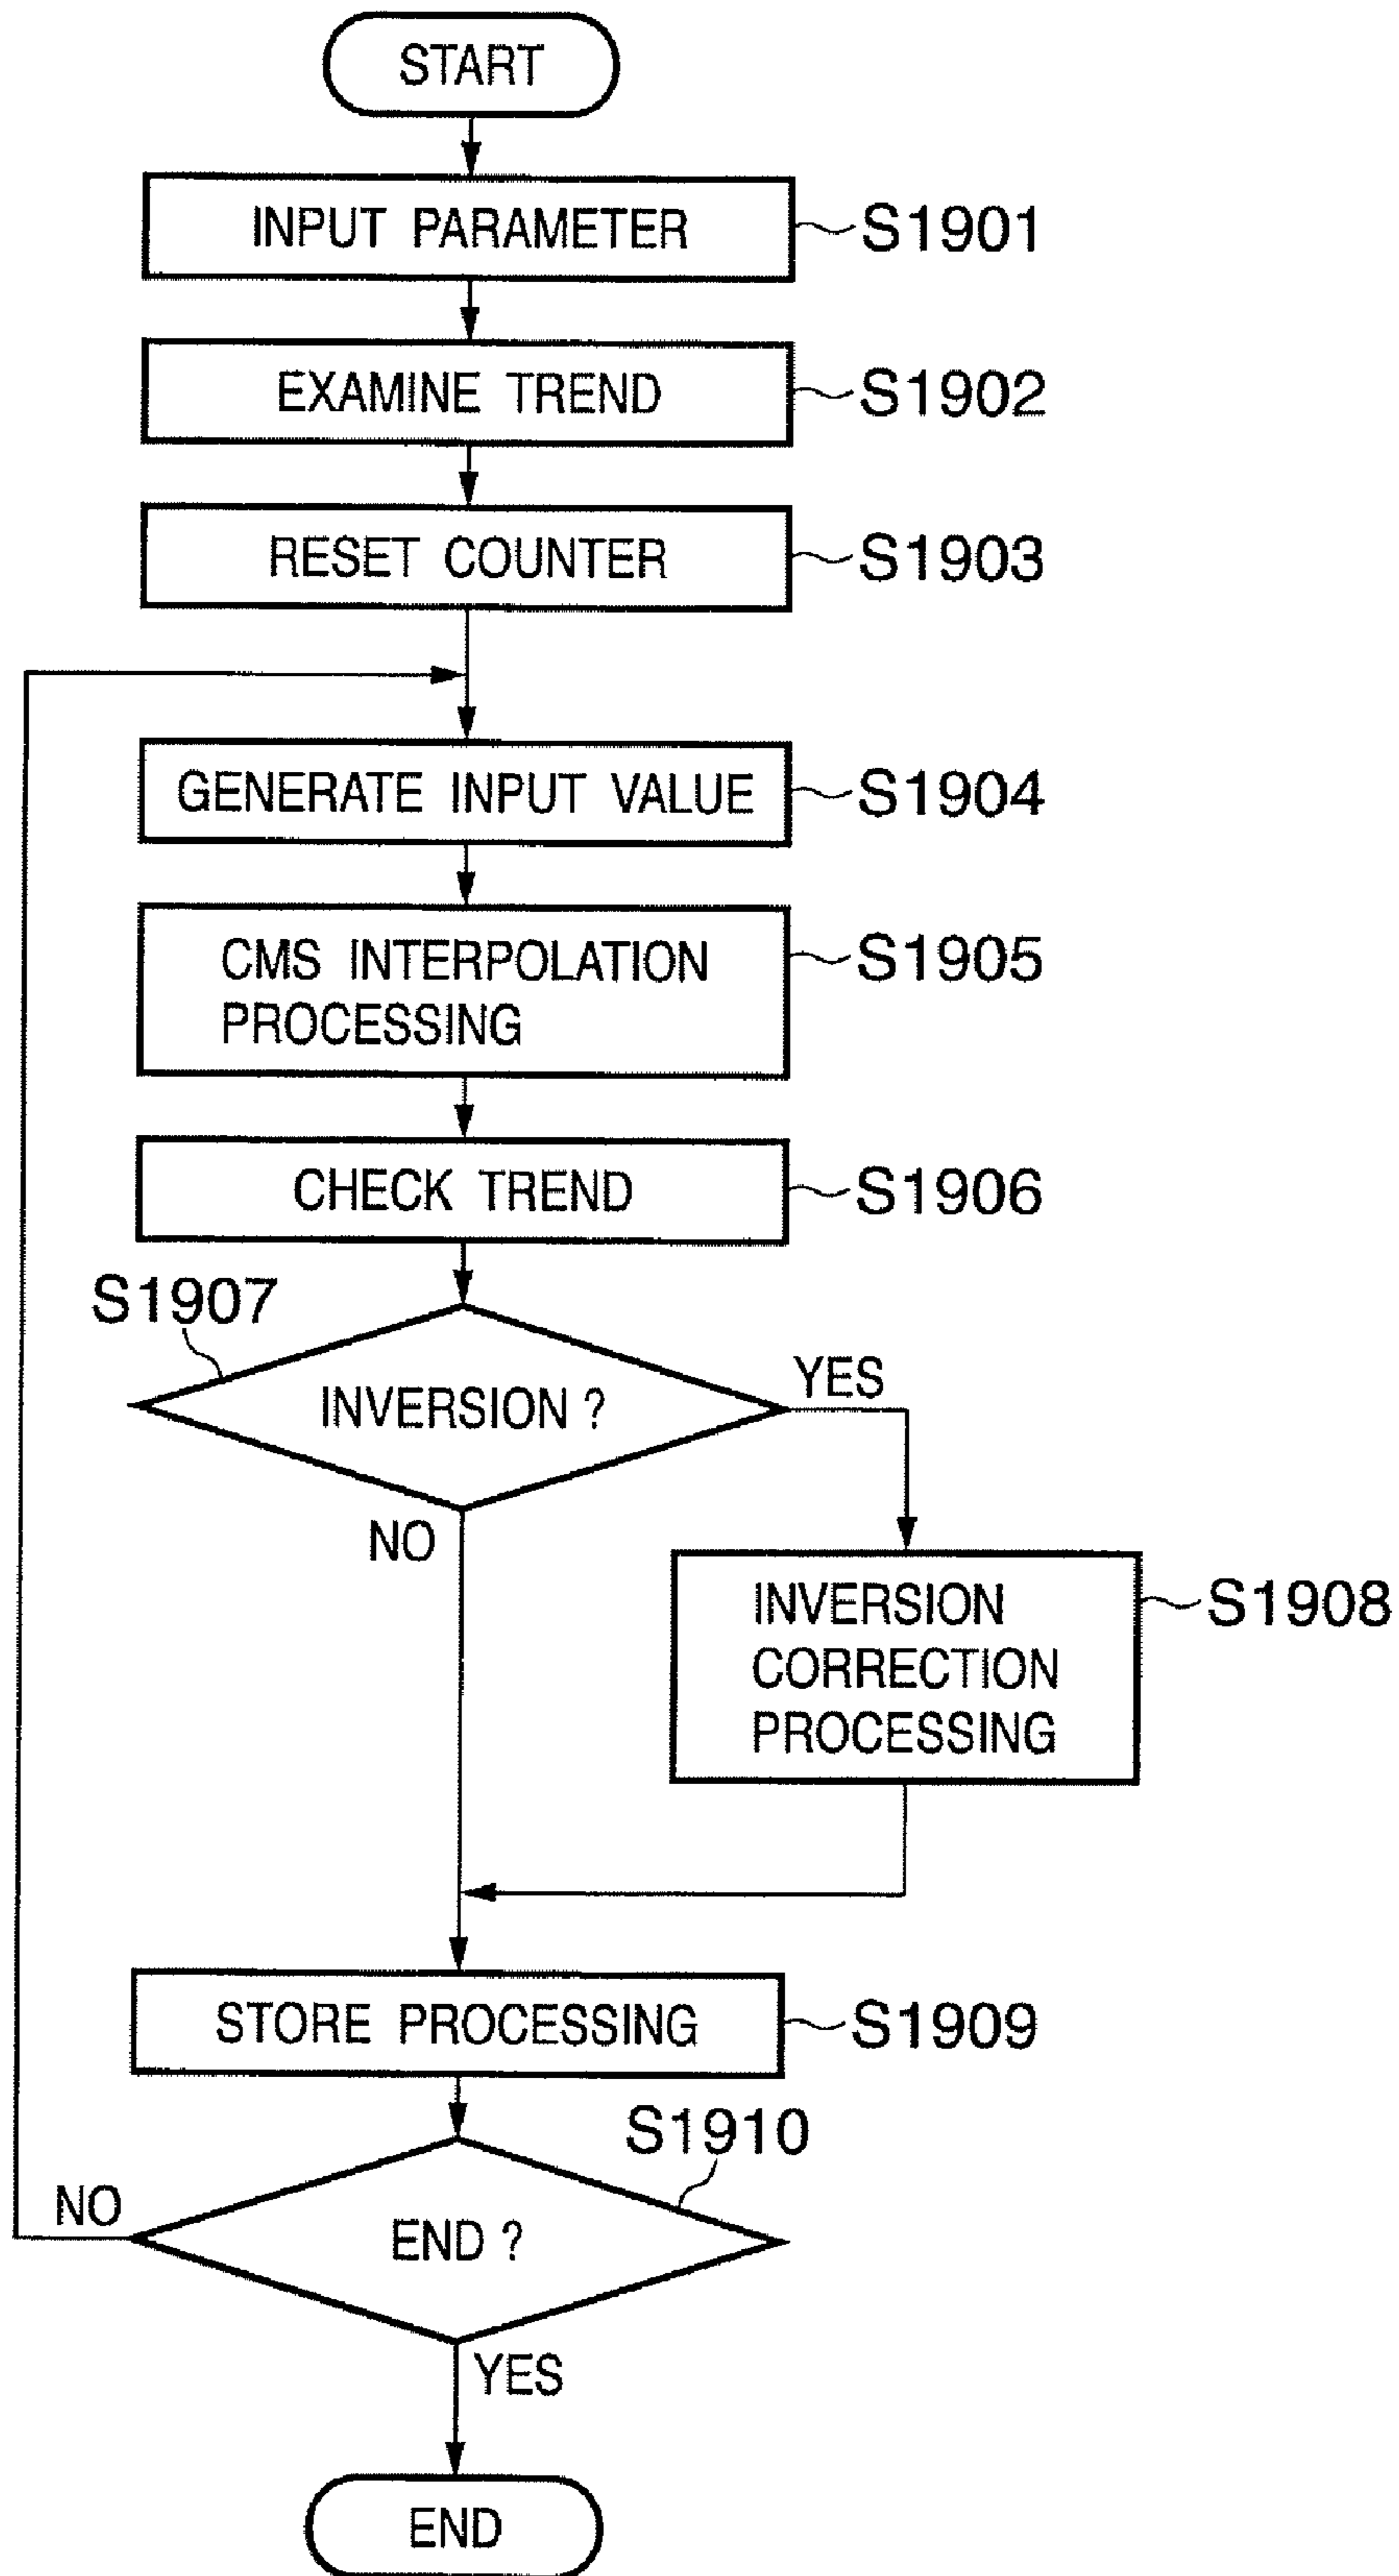 START
INPUT PARAMETER
S1901
EXAMINE TREND
S1902
RESET COUNTER
S1903
GENERATE INPUT VALUE
S1904
CMS INTERPOLATION
PROCESSING
S1905
CHECK TREND
S1906
S1907
INVERSION ?
YES
NO
INVERSION
CORRECTION
PROCESSING
S1908
STORE PROCESSING
S1909
S1910
NO
END ?
YES
END